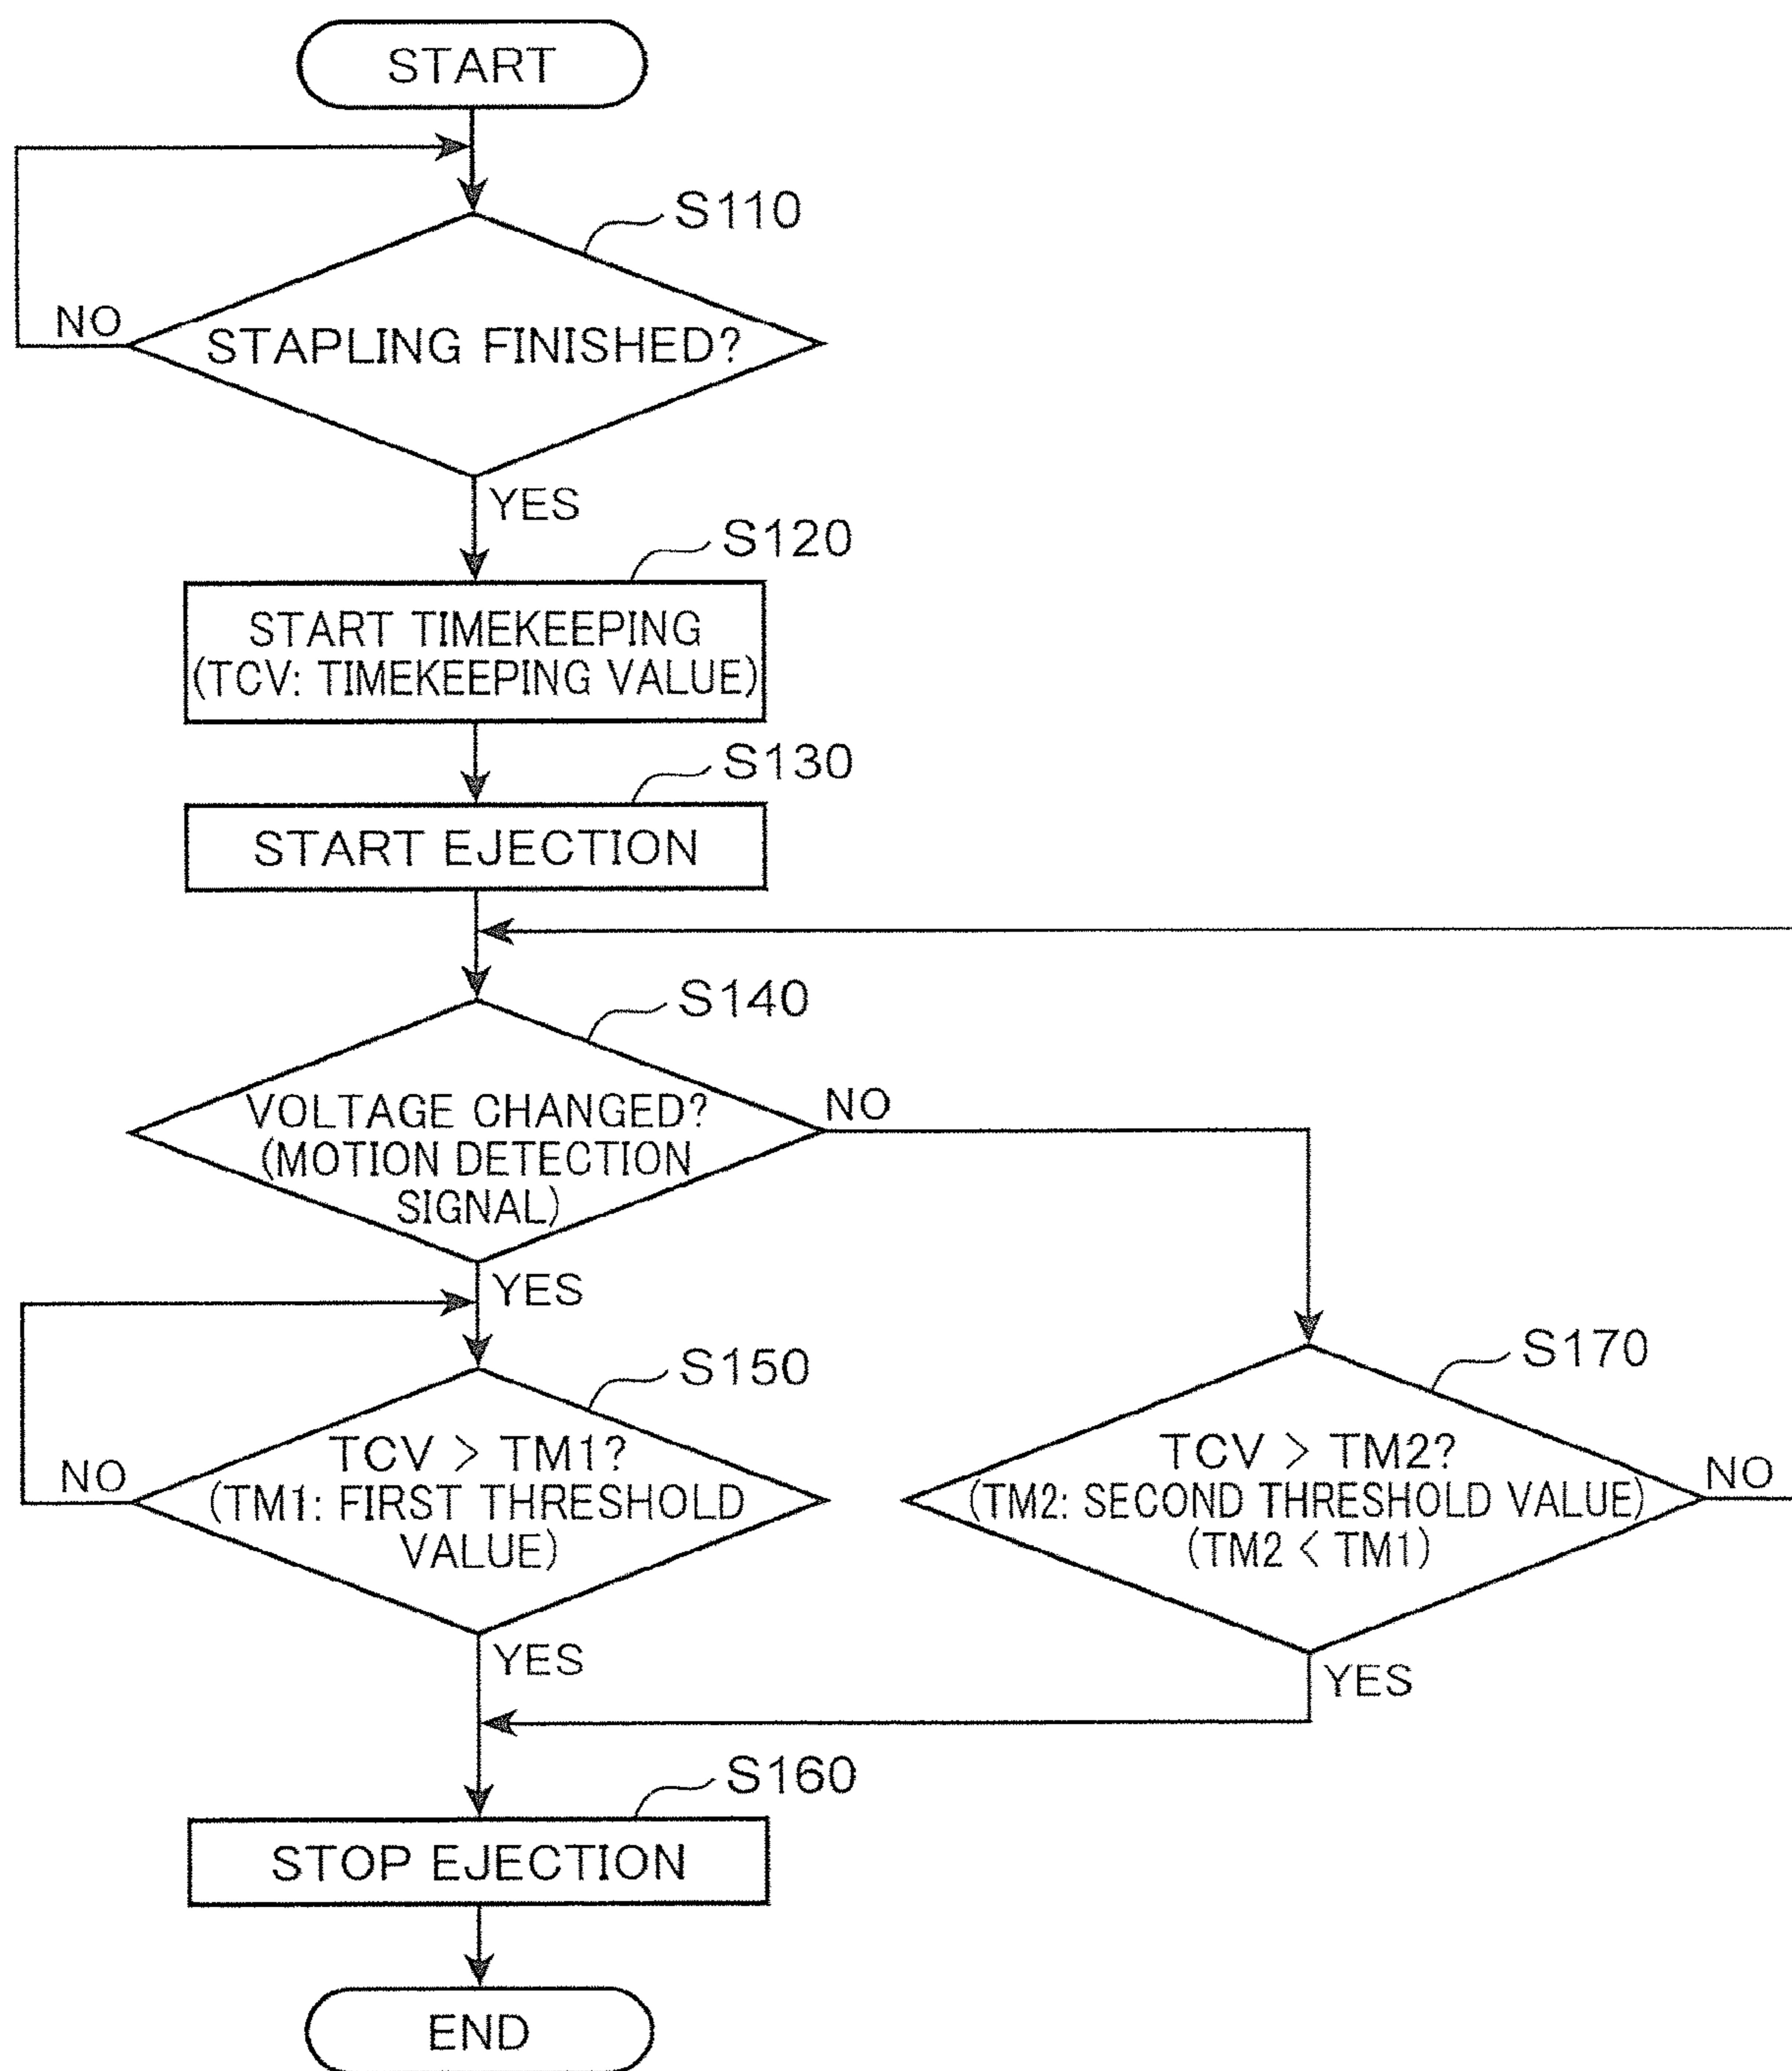 START
S110
NO
STAPLING FINISHED?
YES
S120
START TIMEKEEPING
(TCV: TIMEKEEPING VALUE)
S130
START EJECTION
S140
VOLTAGE CHANGED?
(MOTION DETECTION
SIGNAL)
NO
YES
S150
TCV > TM1?
(TM1: FIRST THRESHOLD
VALUE)
NO
YES
S170
TCV > TM2?
(TM2: SECOND THRESHOLD VALUE)
(TM2 < TM1)
NO
YES
S160
STOP EJECTION
END